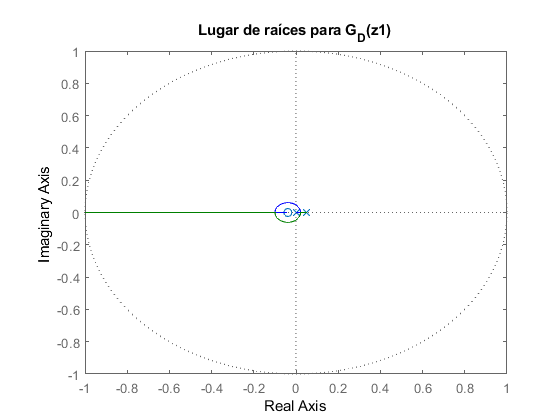 Lugar de raíces para G_D(z1)
1
0.8
0.6
0.4
0.2
0
-0.2
-0.4
-0.6
-0.8
-1
Imaginary Axis
-1 -0.8 -0.6 -0.4 -0.2 0 0.2 0.4 0.6 0.8 1
Real Axis